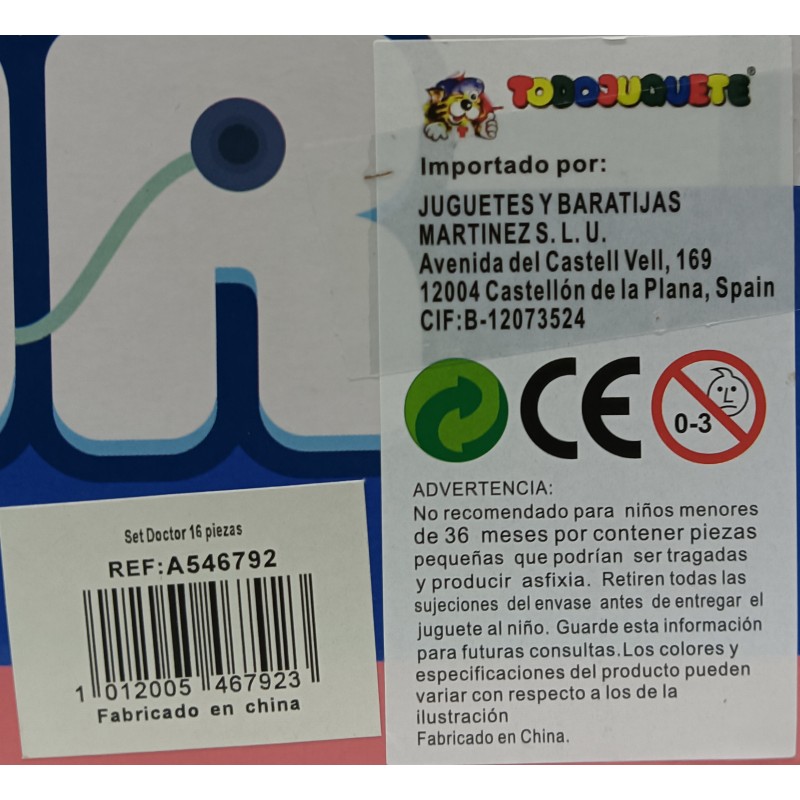 TODOJUGUETE®
Importado por:
JUGUETES Y BARATIJAS
MARTINEZ S. L. U.
Avenida del Castell Vell, 169
12004 Castellón de la Plana, Spain
CIF:B-12073524
CE
0-3
ADVERTENCIA:
No recomendado para niños menores
de 36 meses por contener piezas
pequeñas que podrían ser tragadas
y producir asfixia. Retiren todas las
sujeciones del envase antes de entregar el
juguete al niño. Guarde esta información
para futuras consultas.Los colores y
especificaciones del producto pueden
variar con respecto a los de la
ilustración
Fabricado en China.
Set Doctor 16 piezas
REF:A546792
1 012005 467923
Fabricado en china